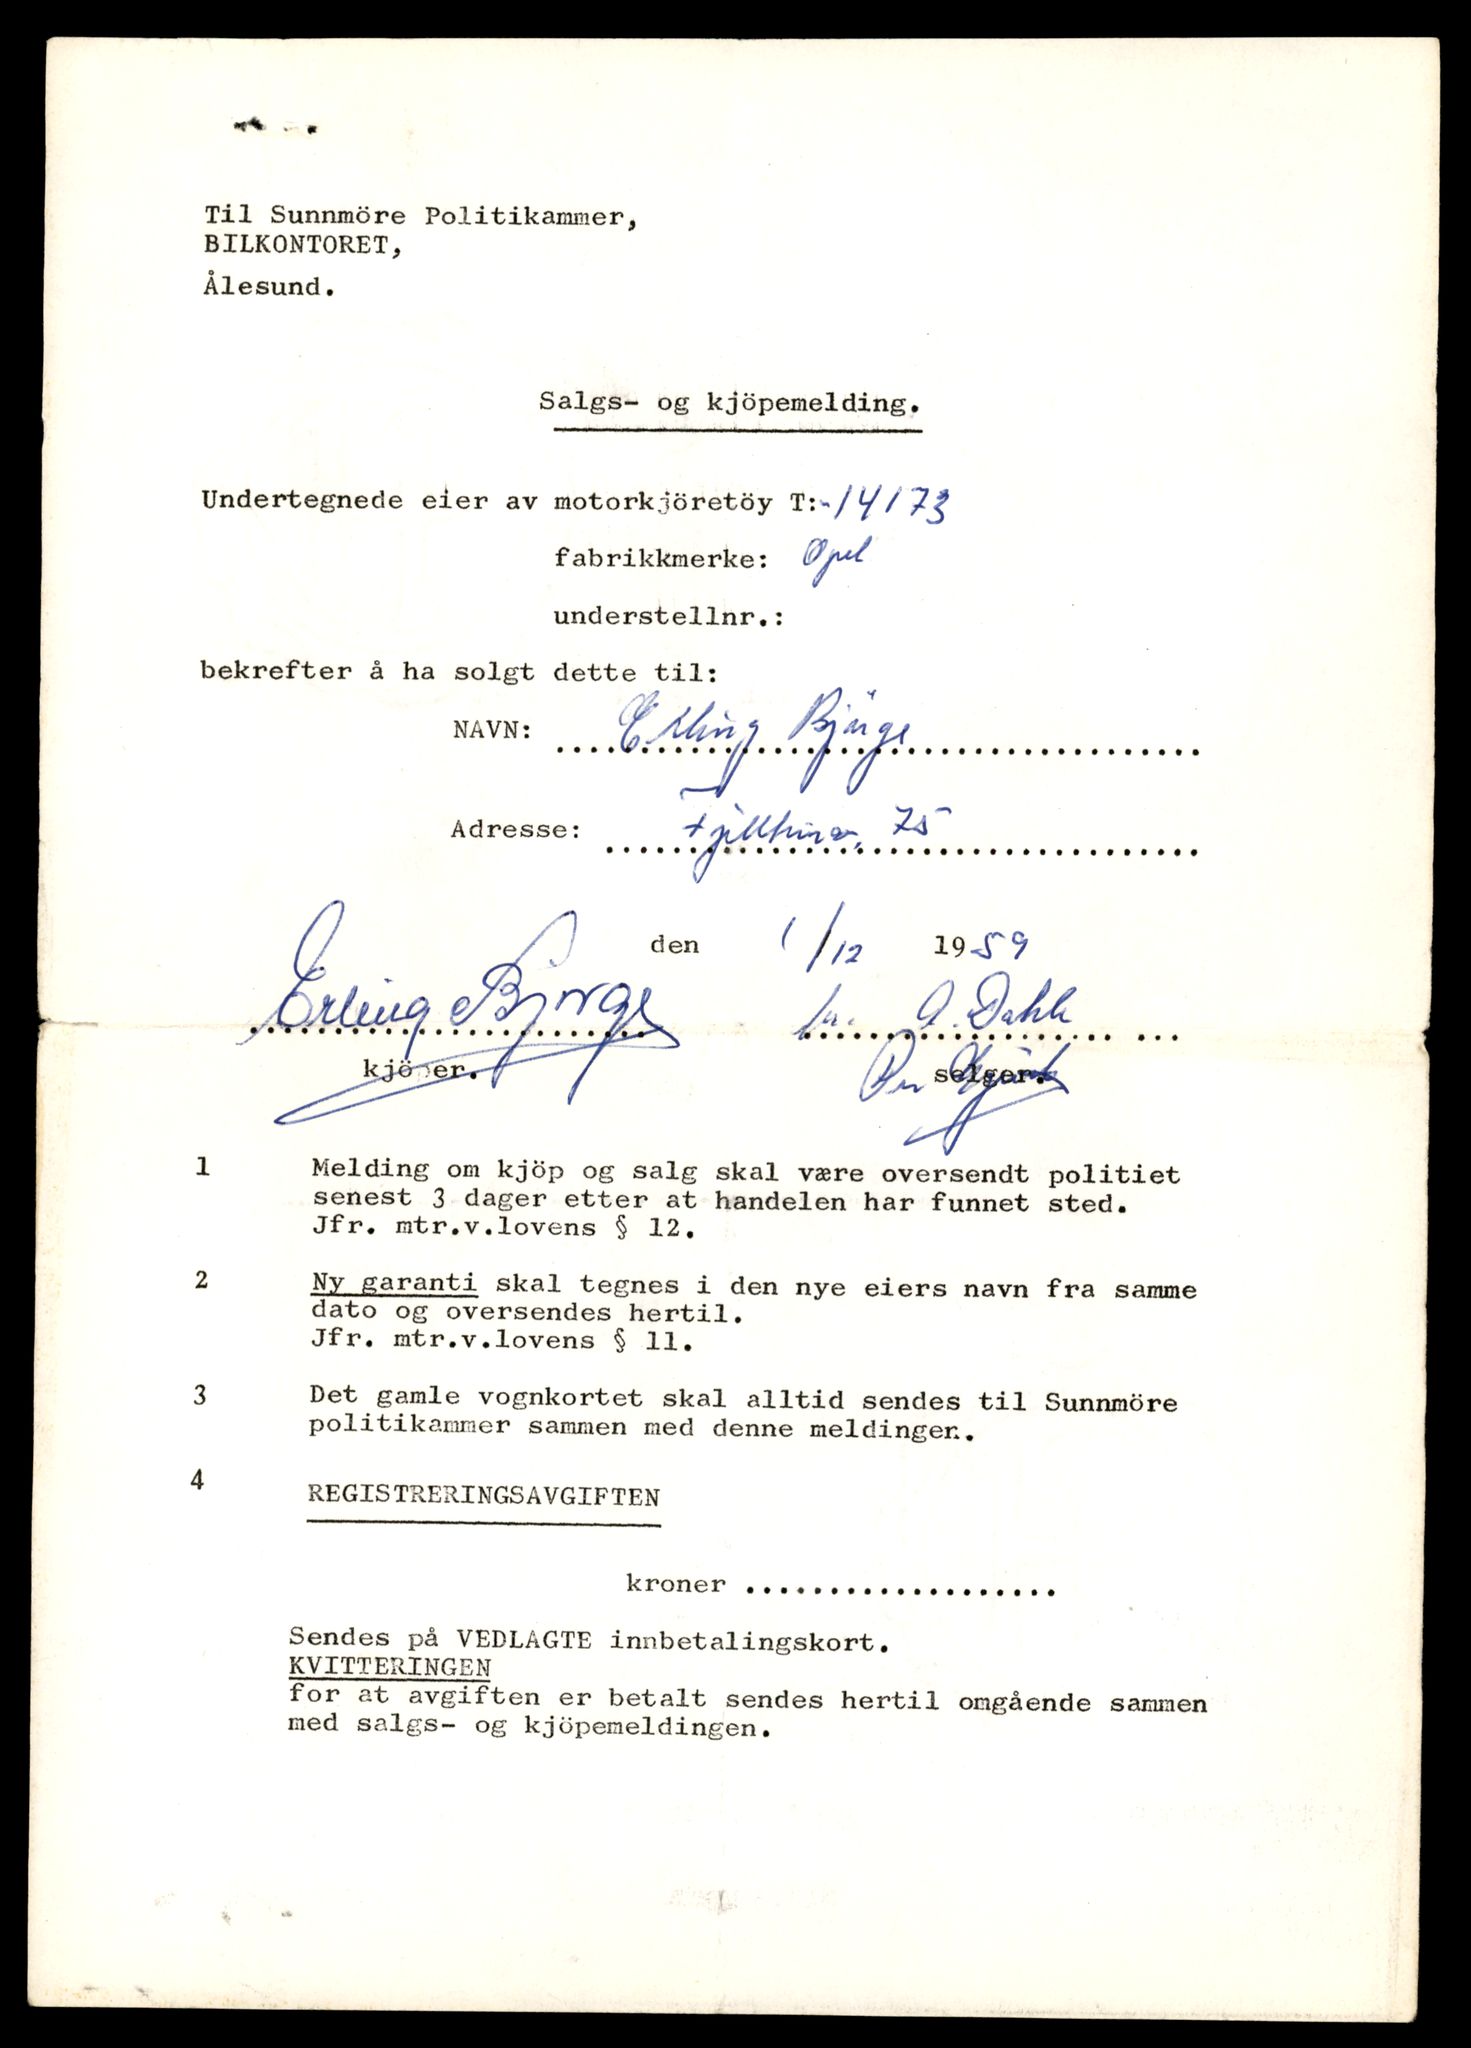 Til Sunnmöre Politikammer,
BILKONTORET,
Ålesund.
Salgs- og kjöpemelding.
Undertegnede eier av motorkjöretöy T:-14173
fabrikkmerke: Opel
understellnr.:
bekrefter å ha solgt dette til:
NAVN: Erling Bjørge
Adresse: 75
den 1/12 1959
Erling Bjørge A. Dahle
kjöper. Per selger.
1 Melding om kjöp og salg skal være oversendt politiet
senest 3 dager etter at handelen har funnet sted.
Jfr. mtr.v.lovens § 12.
2 Ny garanti skal tegnes i den nye eiers navn fra samme
dato og oversendes hertil.
Jfr. mtr.v.lovens § 11.
3 Det gamle vognkortet skal alltid sendes til Sunnmöre
politikammer sammen med denne meldingen.
4 REGISTRERINGSAVGIFTEN
kroner ...................
Sendes på VEDLAGTE innbetalingskort.
KVITTERINGEN
for at avgiften er betalt sendes hertil omgående sammen
med salgs- og kjöpemeldingen.